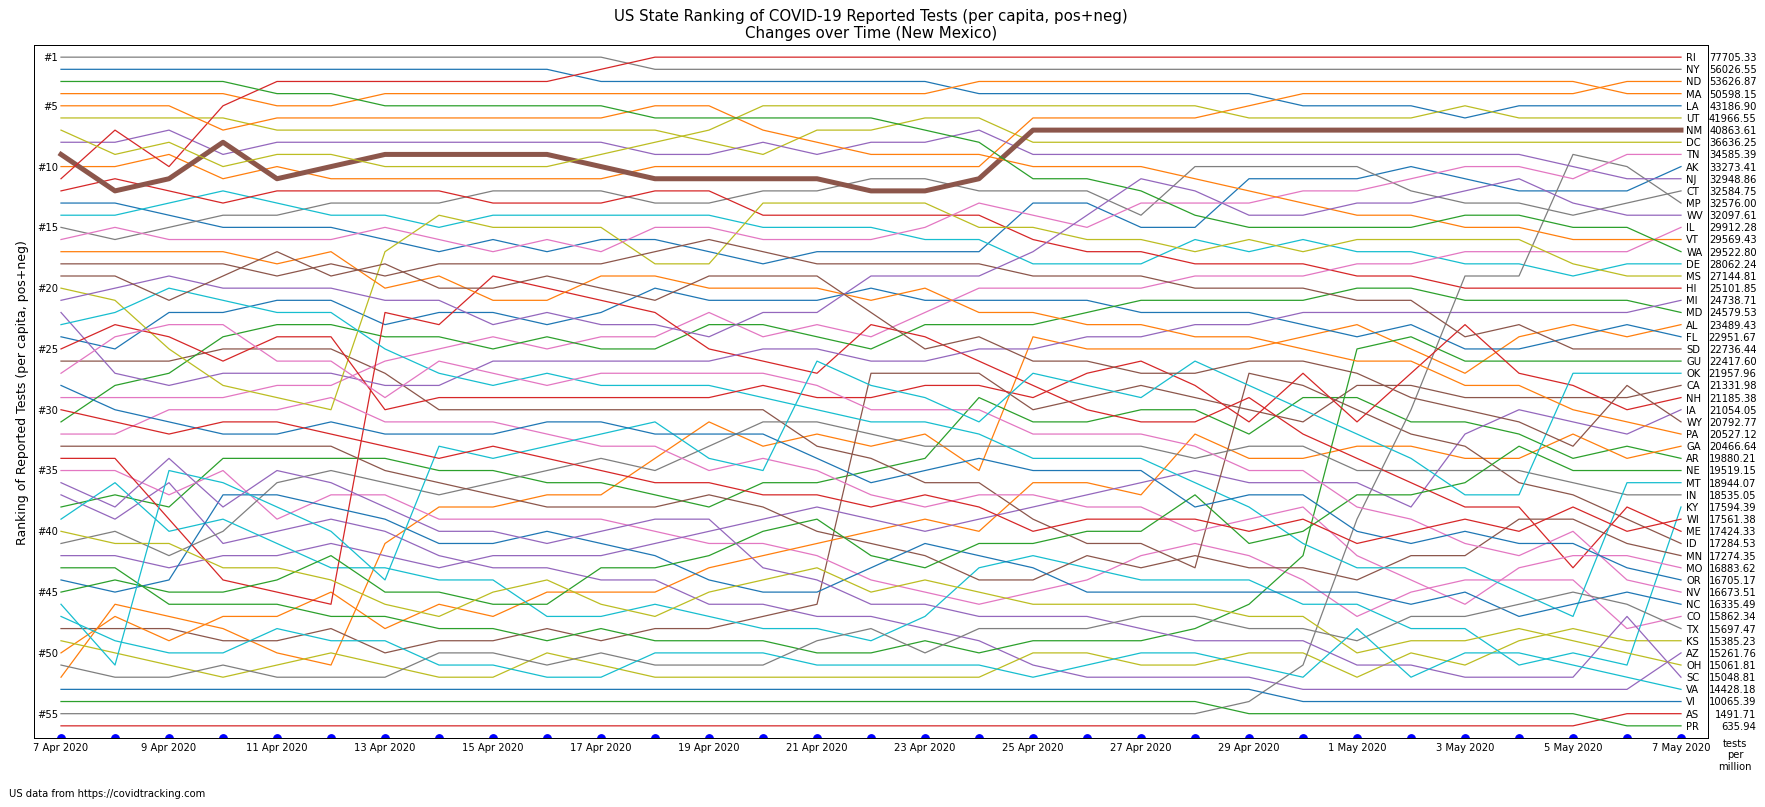 US State Ranking of COVID-19 Reported Tests (per capita, pos+neg)
Changes over Time (New Mexico)
Ranking of Reported Tests (per capita, pos+neg)
#1
#5
#10
#15
#20
#25
#30
#35
#40
#45
#50
#55
RI 77705.33
NY 56026.55
ND 53626.87
MA 50598.15
LA 43186.90
UT 41966.55
NM 40863.61
DC 36636.25
TN 34585.39
AK 33273.41
NJ 32948.86
CT 32584.75
MP 32576.00
WV 32097.61
IL 29912.28
VT 29569.43
WA 29522.80
DE 28062.24
MS 27144.81
HI 25101.85
MI 24738.71
MD 24579.53
AL 23489.43
FL 22951.67
SD 22736.44
GU 22417.60
OK 21957.96
CA 21331.98
NH 21185.38
IA 21054.05
WY 20792.77
PA 20527.12
GA 20466.64
AR 19880.21
NE 19519.15
MT 18944.07
IN 18535.05
KY 17594.39
WI 17561.38
ME 17424.33
ID 17284.53
MN 17274.35
MO 16883.62
OR 16705.17
NV 16673.51
NC 16335.49
CO 15862.34
TX 15697.47
KS 15385.23
AZ 15261.76
OH 15061.81
SC 15048.81
VA 14428.18
VI 10065.39
AS 1491.71
PR 635.94
7 Apr 2020 9 Apr 2020 11 Apr 2020 13 Apr 2020 15 Apr 2020 17 Apr 2020 19 Apr 2020 21 Apr 2020 23 Apr 2020 25 Apr 2020 27 Apr 2020 29 Apr 2020 1 May 2020 3 May 2020 5 May 2020 7 May 2020
tests
per
million
US data from https://covidtracking.com